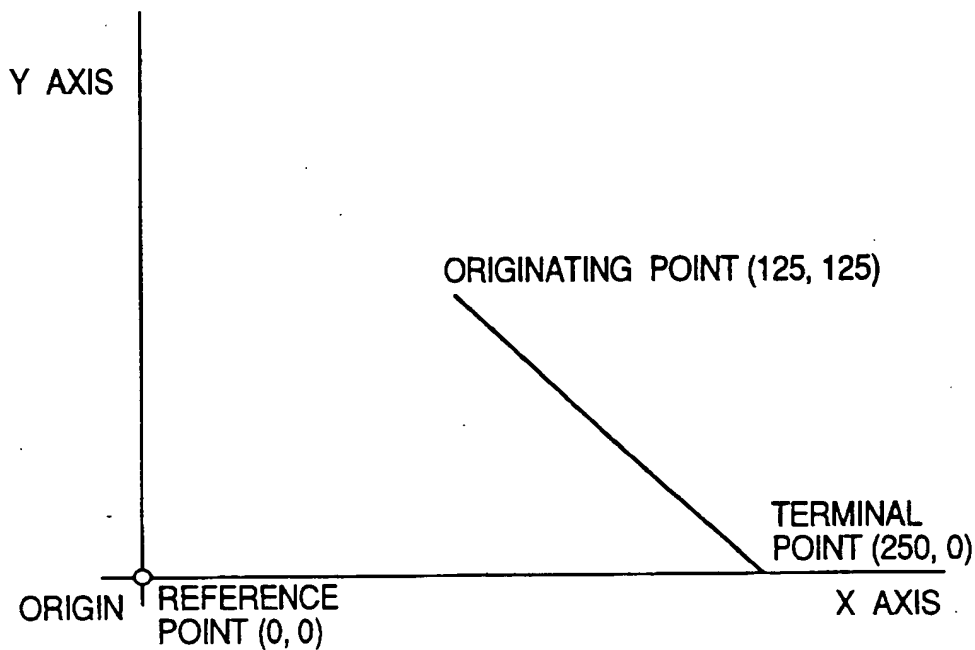 Y AXIS
ORIGINATING POINT (125, 125)
TERMINAL
POINT (250, 0)
ORIGIN
REFERENCE
POINT (0, 0)
X AXIS